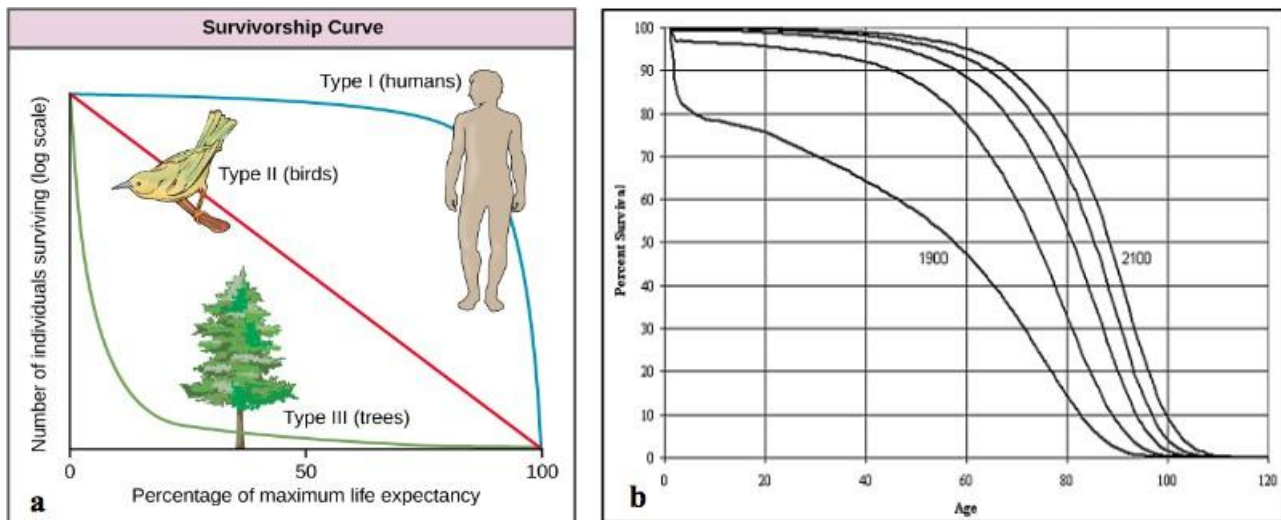 Survivorship Curve
Number of individuals surviving (log scale)
Type I (humans)
Type II (birds)
Type III (trees)
0
50
100
Percentage of maximum life expectancy
a
Percent Survival
100
90
80
70
60
50
40
30
20
10
0
1900
2100
0
20
40
60
80
100
120
Age
b